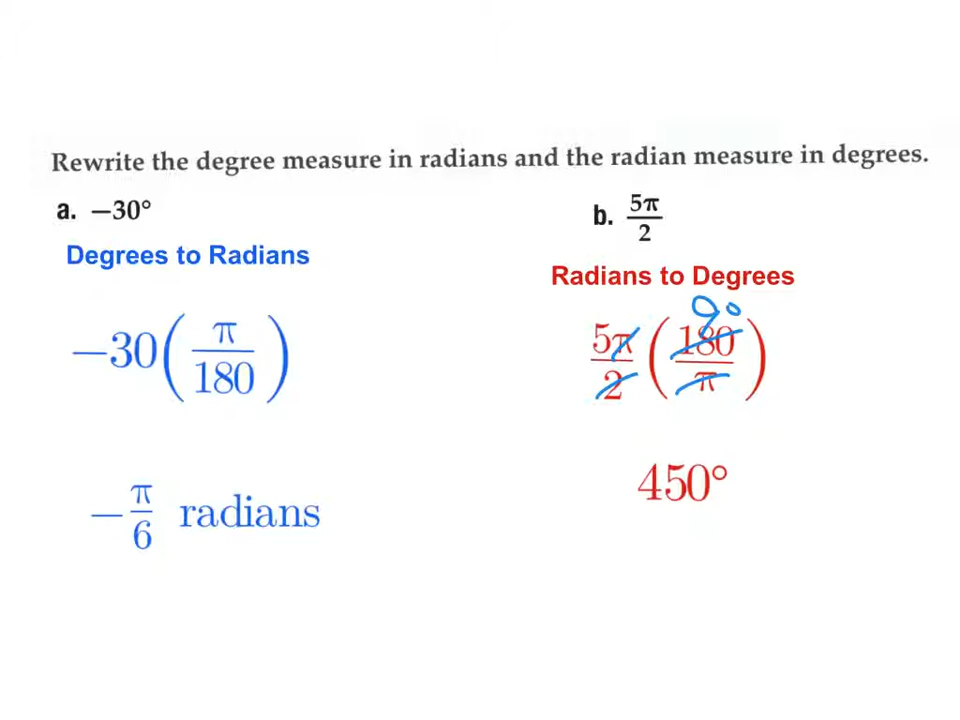 Rewrite the degree measure in radians and the radian measure in degrees.
a. −30°
b. 5π/2
Degrees to Radians
Radians to Degrees
−30(π/180)
5π/2 (180/π)
90
450°
−π/6 radians